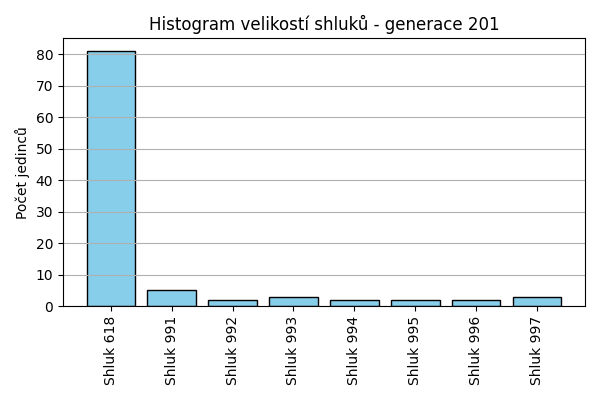 Histogram velikostí shluků - generace 201
Počet jedinců
80
70
60
50
40
30
20
10
0
Shluk 618
Shluk 991
Shluk 992
Shluk 993
Shluk 994
Shluk 995
Shluk 996
Shluk 997